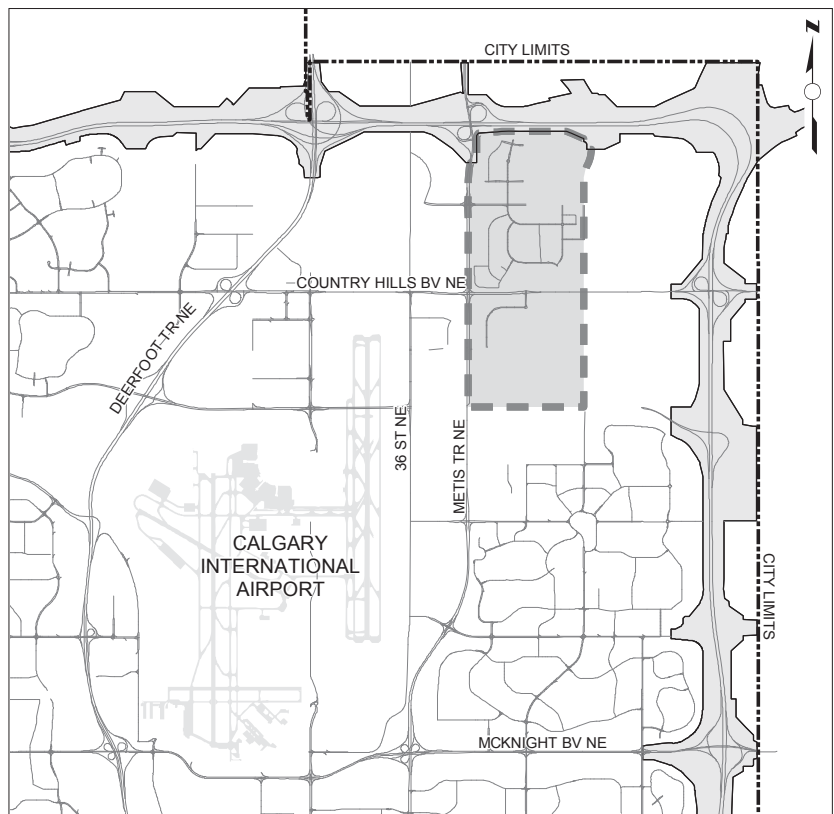 CITY LIMITS
N
COUNTRY HILLS BV NE
DEERFOOT TR NE
36 ST NE
METIS TR NE
CALGARY
INTERNATIONAL
AIRPORT
CITY LIMITS
MCKNIGHT BV NE